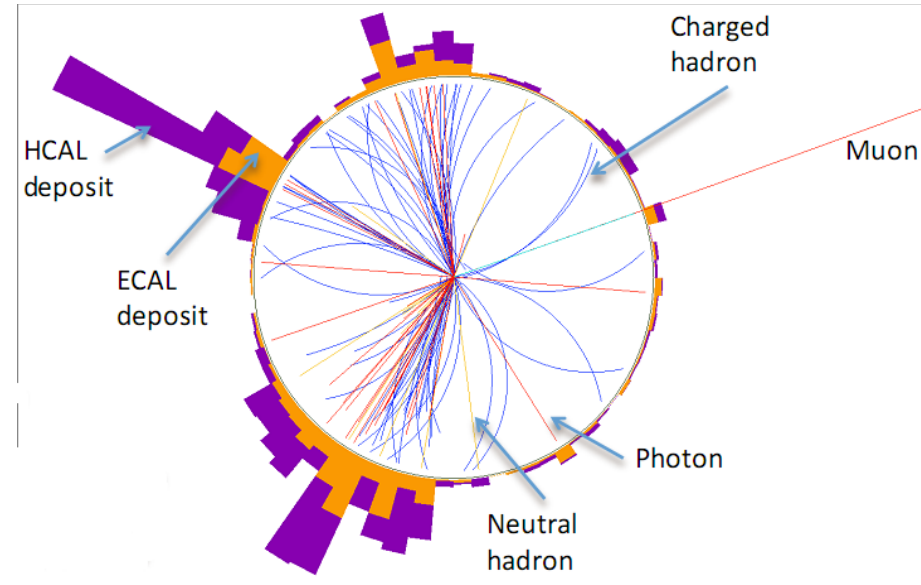 Charged
hadron
HCAL
deposit
Muon
ECAL
deposit
Photon
Neutral
hadron